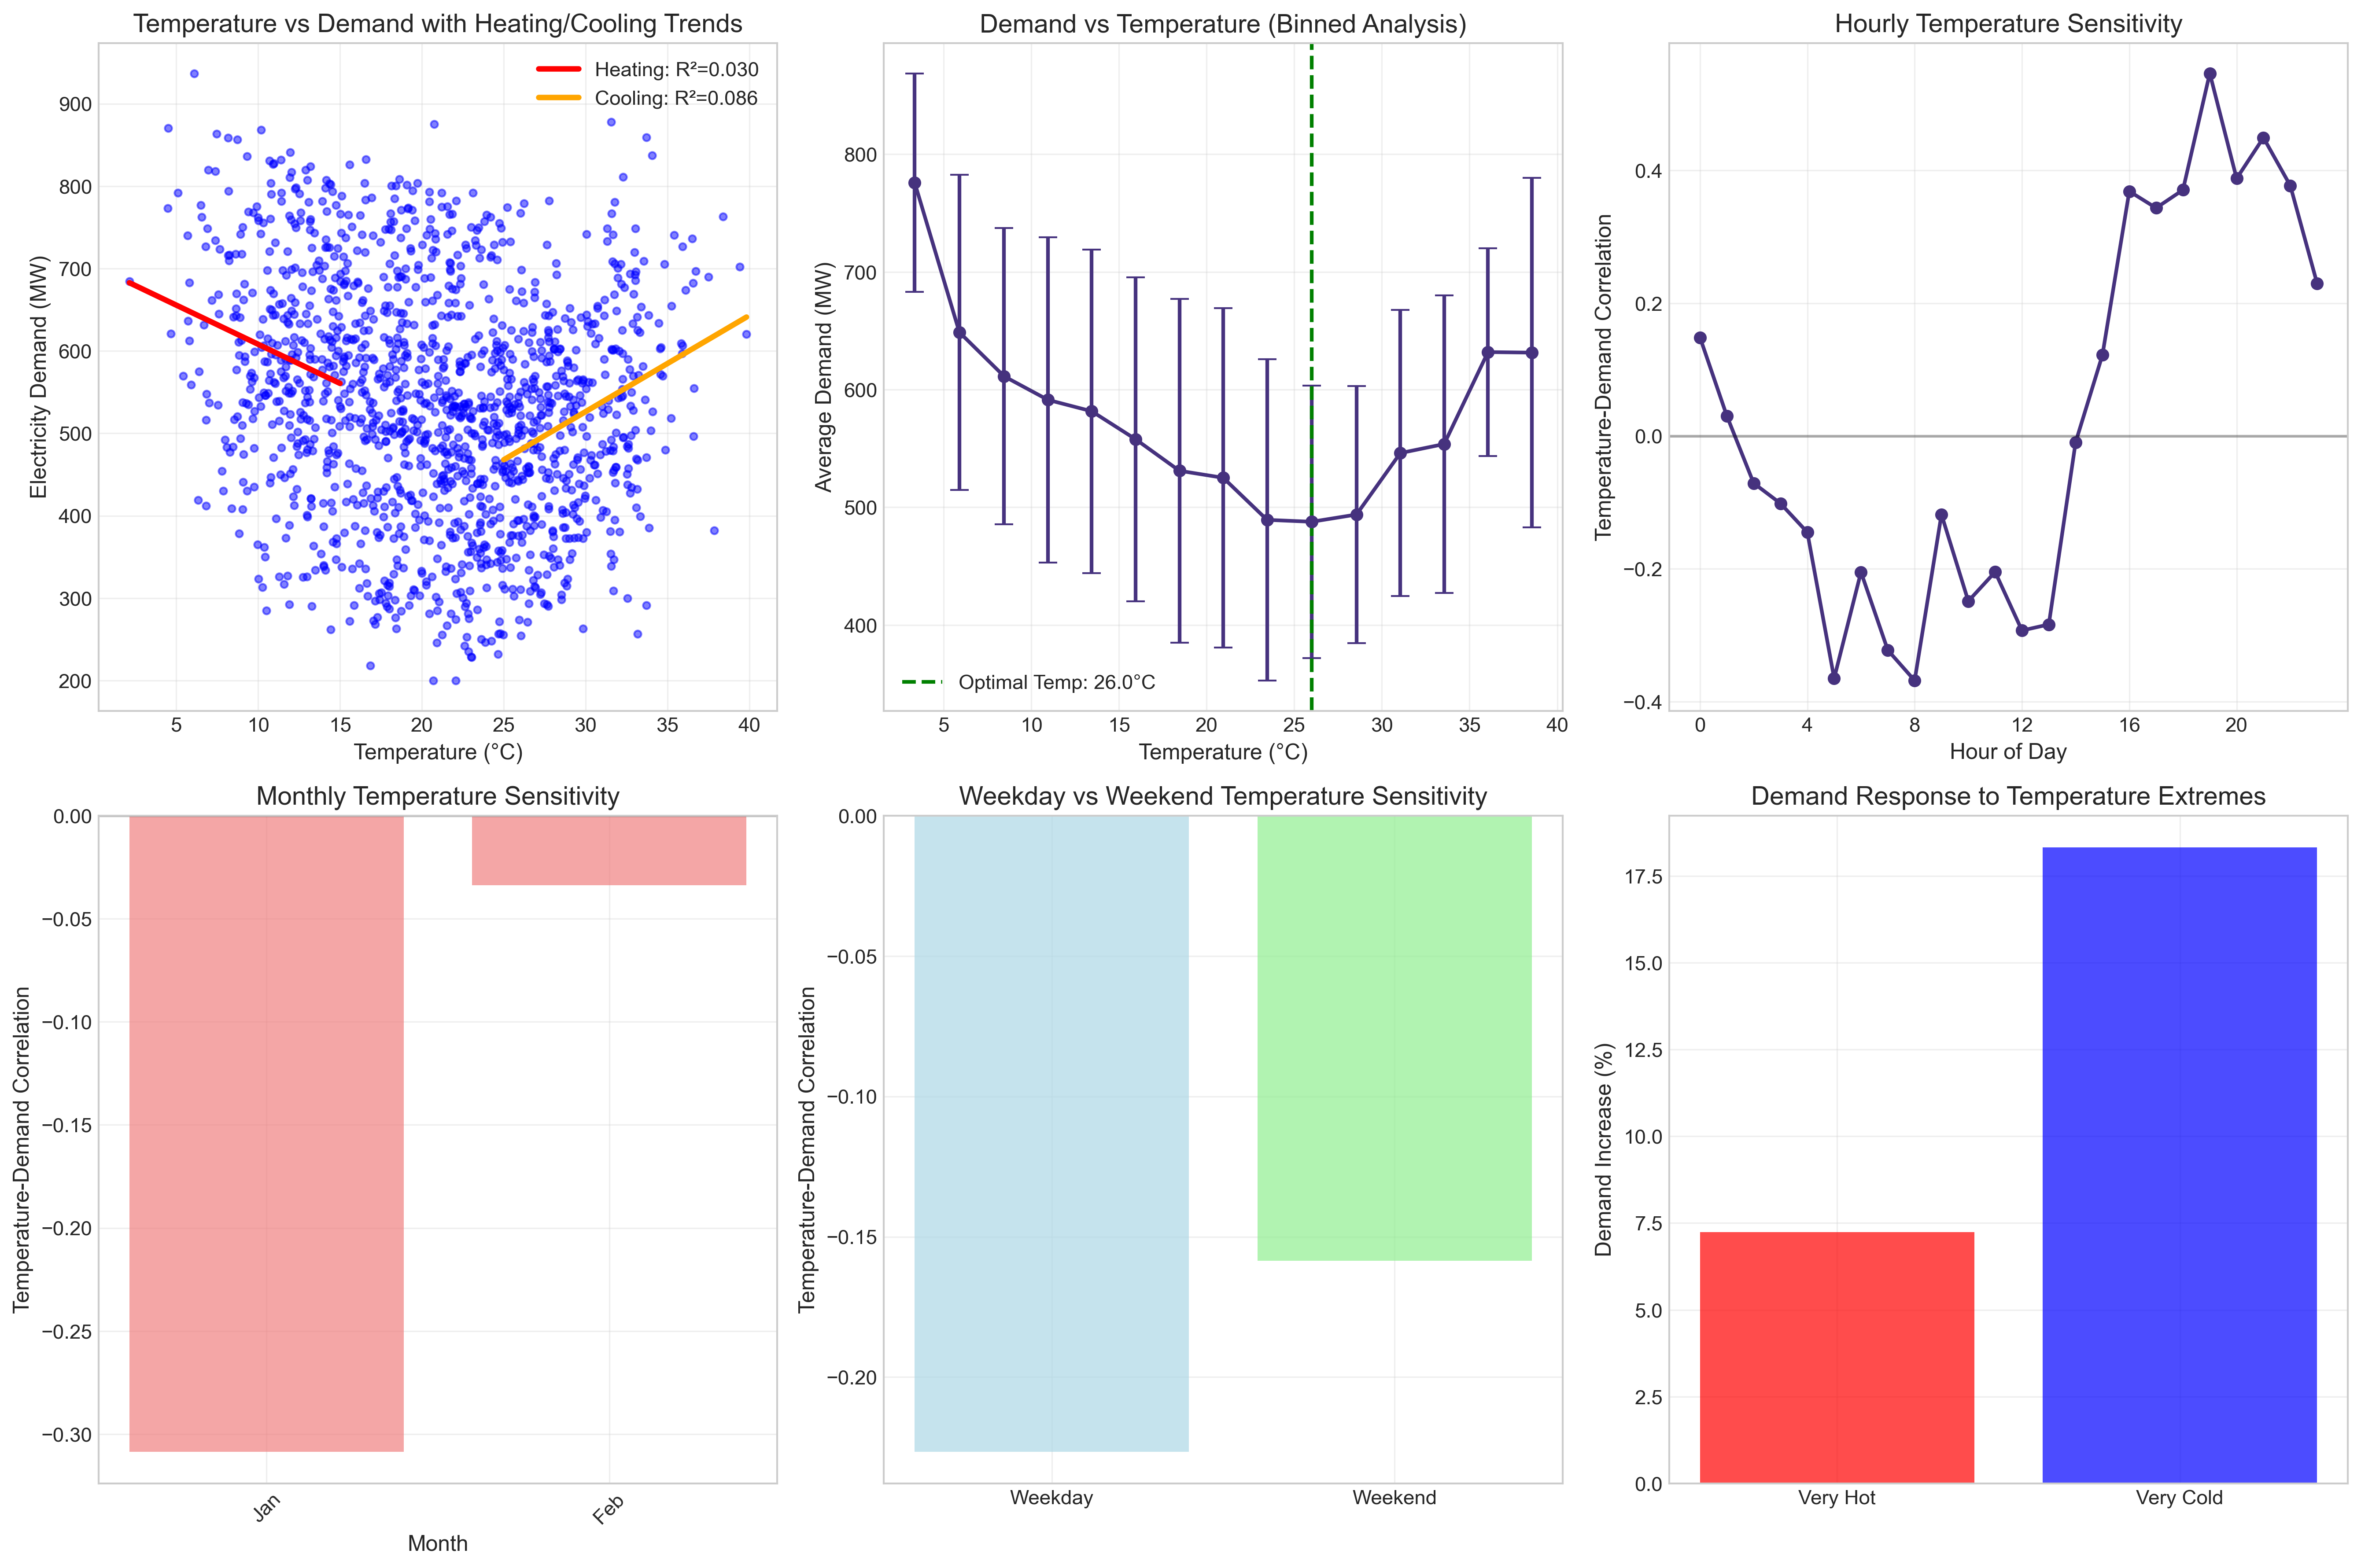 Temperature vs Demand with Heating/Cooling Trends
Heating: R²=0.030
Cooling: R²=0.086
Electricity Demand (MW)
900
800
700
600
500
400
300
200
5 10 15 20 25 30 35 40
Temperature (°C)
Demand vs Temperature (Binned Analysis)
Average Demand (MW)
800
700
600
500
400
Optimal Temp: 26.0°C
5 10 15 20 25 30 35 40
Temperature (°C)
Hourly Temperature Sensitivity
Temperature-Demand Correlation
0.4
0.2
0.0
−0.2
−0.4
0 4 8 12 16 20
Hour of Day
Monthly Temperature Sensitivity
Temperature-Demand Correlation
0.00
−0.05
−0.10
−0.15
−0.20
−0.25
−0.30
Jan Feb
Month
Weekday vs Weekend Temperature Sensitivity
Temperature-Demand Correlation
0.00
−0.05
−0.10
−0.15
−0.20
Weekday Weekend
Demand Response to Temperature Extremes
Demand Increase (%)
17.5
15.0
12.5
10.0
7.5
5.0
2.5
0.0
Very Hot Very Cold